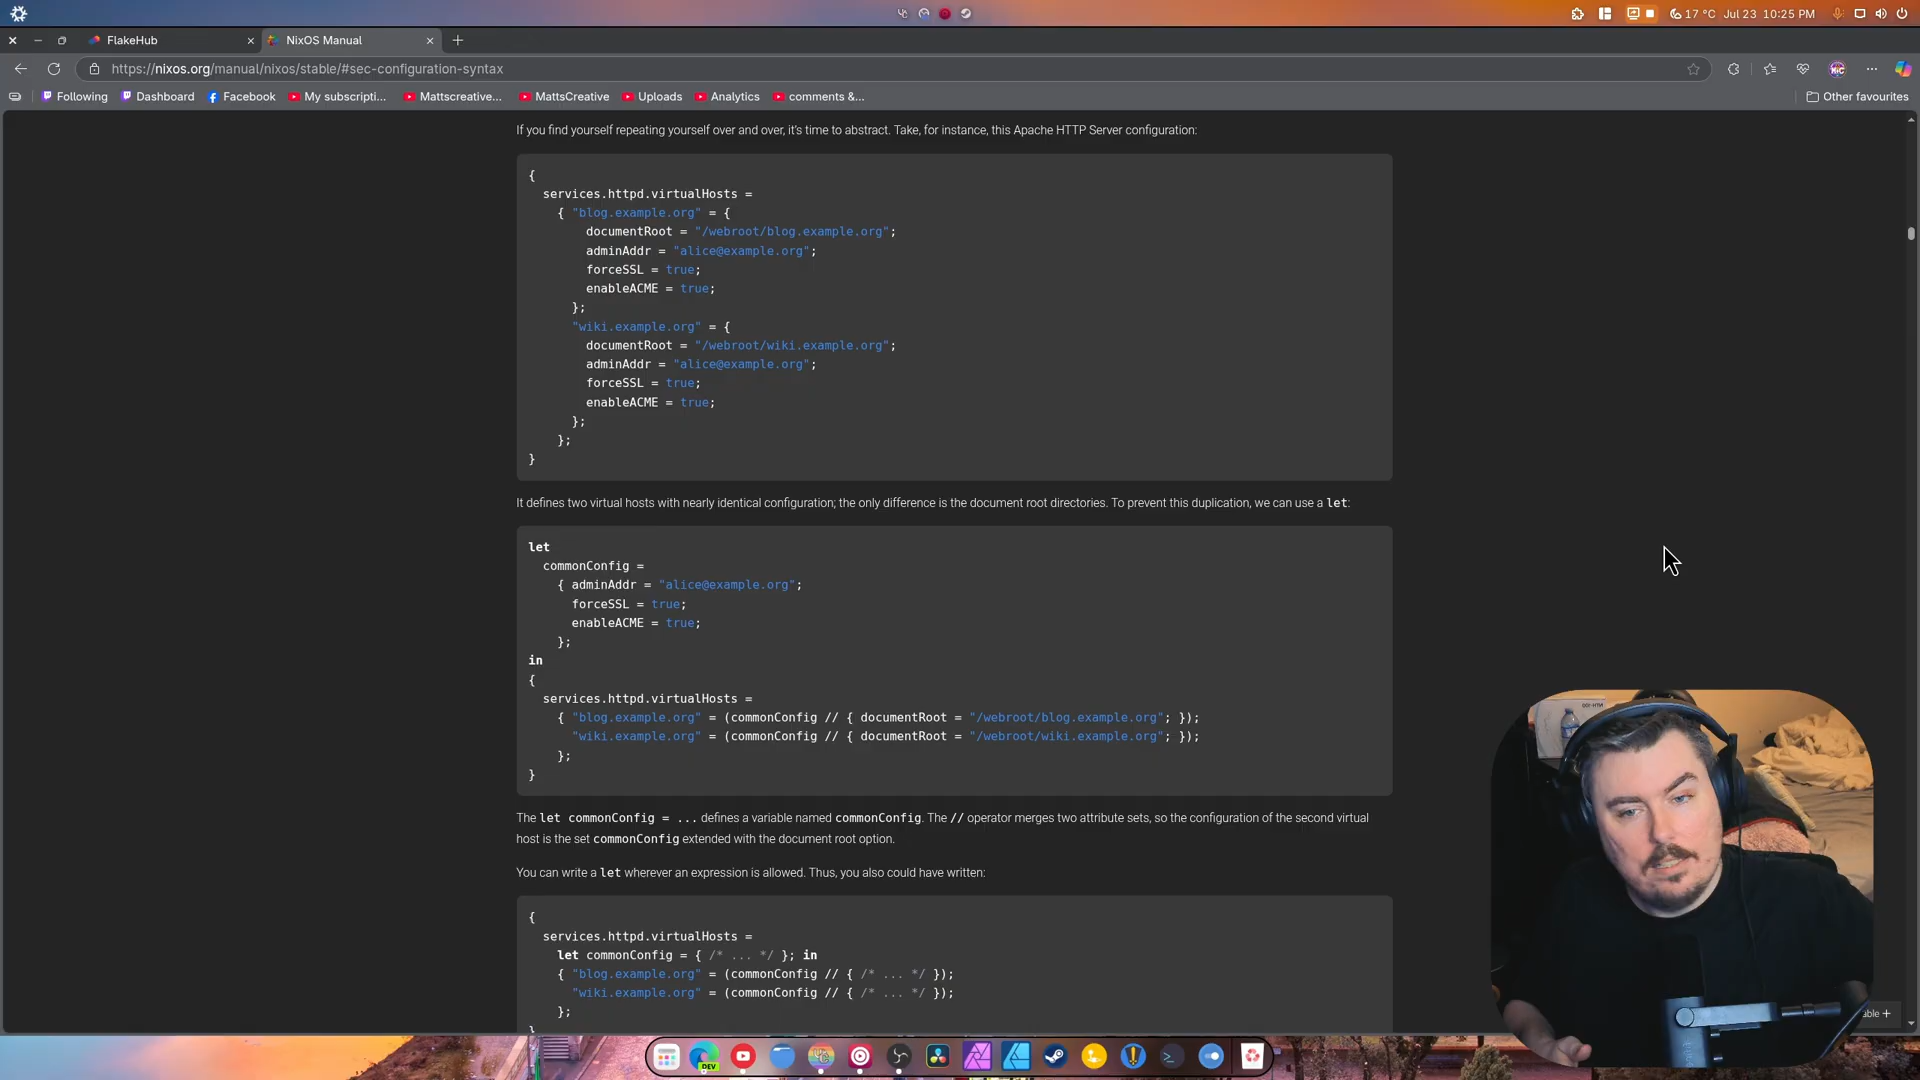 17 °C Jul 23 10:25 PM
FlakeHub
NixOS Manual
https://nixos.org/manual/nixos/stable/#sec-configuration-syntax
Following Dashboard Facebook My subscripti... Mattscreative... MattsCreative Uploads Analytics comments &... Other favourites
If you find yourself repeating yourself over and over, it's time to abstract. Take, for instance, this Apache HTTP Server configuration:
{
  services.httpd.virtualHosts =
    { "blog.example.org" = {
        documentRoot = "/webroot/blog.example.org";
        adminAddr = "alice@example.org";
        forceSSL = true;
        enableACME = true;
      };
      "wiki.example.org" = {
        documentRoot = "/webroot/wiki.example.org";
        adminAddr = "alice@example.org";
        forceSSL = true;
        enableACME = true;
      };
    };
}
It defines two virtual hosts with nearly identical configuration; the only difference is the document root directories. To prevent this duplication, we can use a let:
let
  commonConfig =
    { adminAddr = "alice@example.org";
      forceSSL = true;
      enableACME = true;
    };
in
{
  services.httpd.virtualHosts =
    { "blog.example.org" = (commonConfig // { documentRoot = "/webroot/blog.example.org"; });
      "wiki.example.org" = (commonConfig // { documentRoot = "/webroot/wiki.example.org"; });
    };
}
The let commonConfig = ... defines a variable named commonConfig. The // operator merges two attribute sets, so the configuration of the second virtual
host is the set commonConfig extended with the document root option.
You can write a let wherever an expression is allowed. Thus, you also could have written:
{
  services.httpd.virtualHosts =
    let commonConfig = { /* ... */ }; in
    { "blog.example.org" = (commonConfig // { /* ... */ });
      "wiki.example.org" = (commonConfig // { /* ... */ });
    };
}
DEV